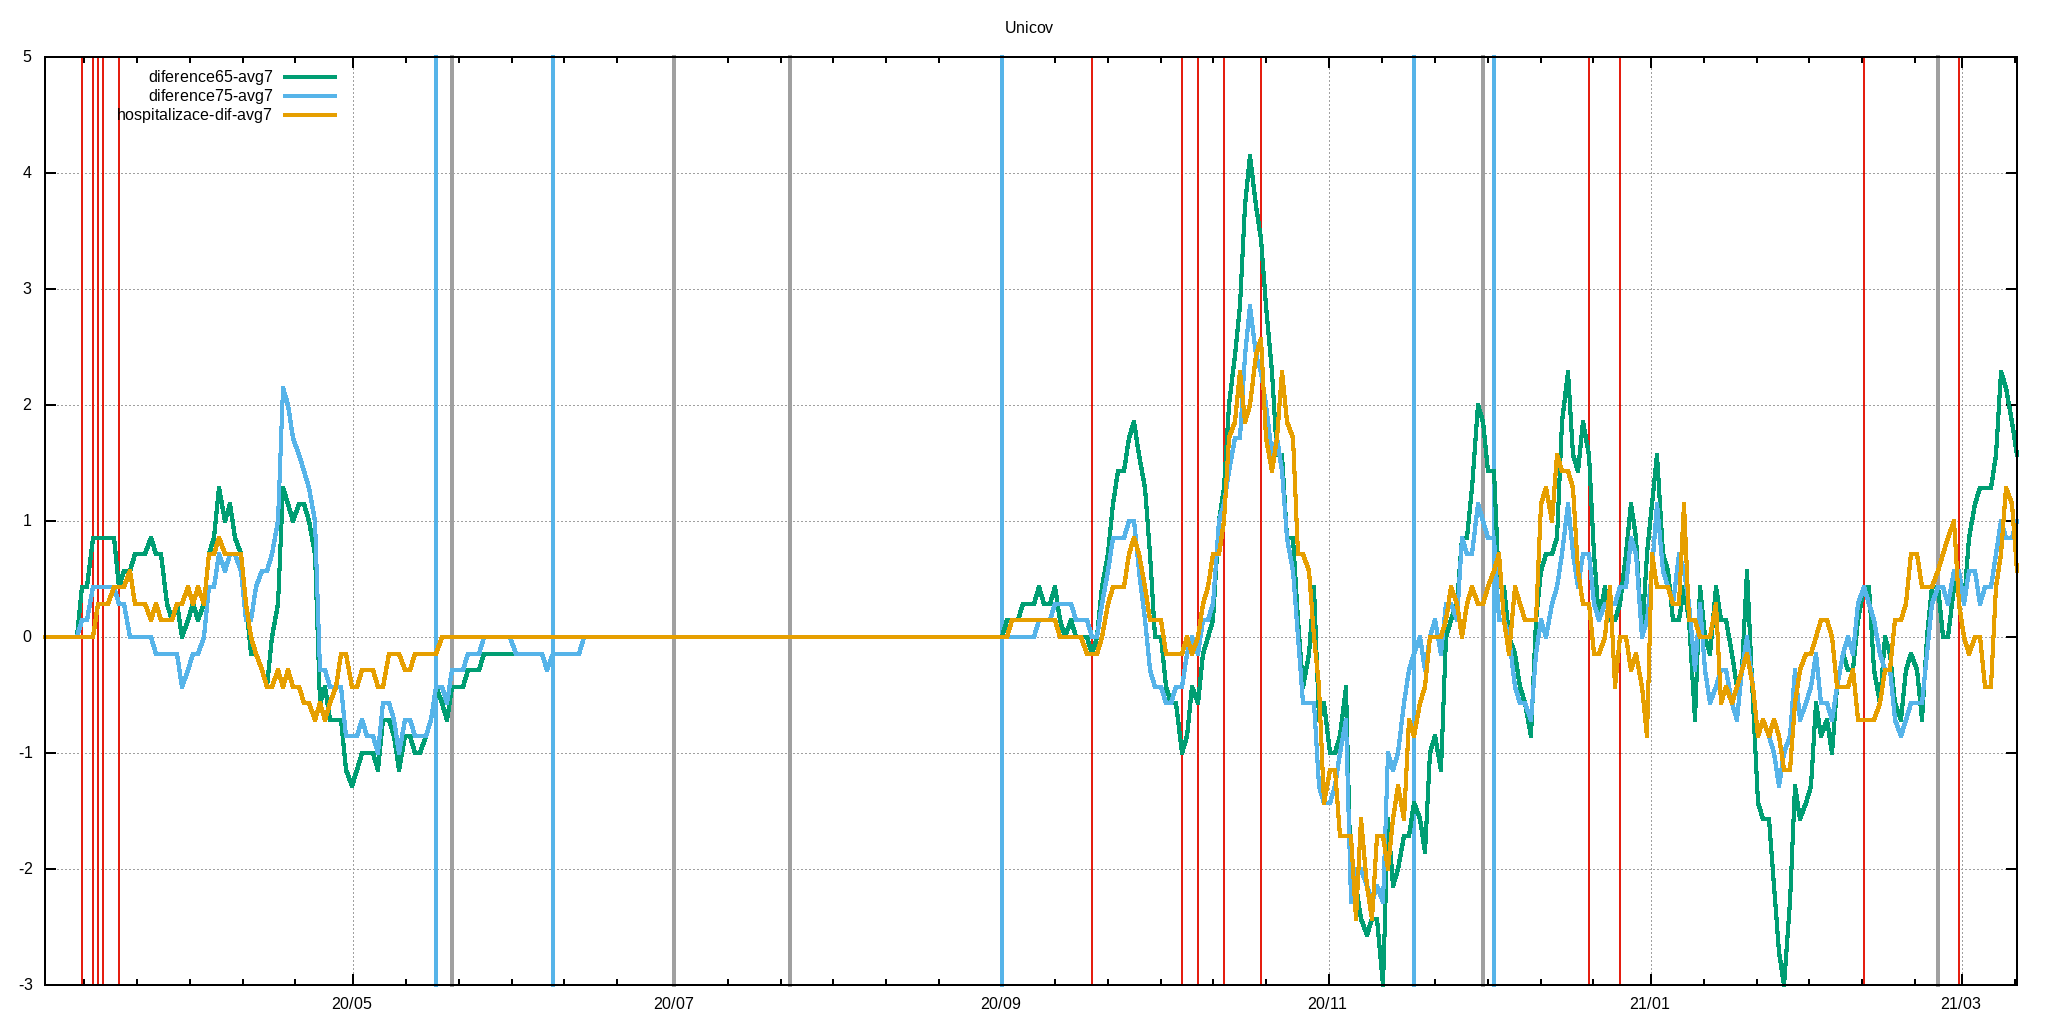 Unicov
5
diference65-avg7
diference75-avg7
hospitalizace-dif-avg7
4
3
2
1
0
-1
-2
-3
20/05 20/07 20/09 20/11 21/01 21/03